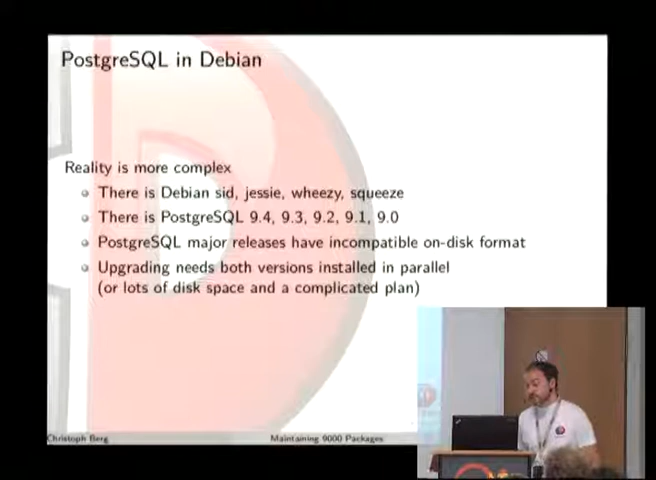 PostgreSQL in Debian
Reality is more complex
There is Debian sid, jessie, wheezy, squeeze
There is PostgreSQL 9.4, 9.3, 9.2, 9.1, 9.0
PostgreSQL major releases have incompatible on-disk format
Upgrading needs both versions installed in parallel
(or lots of disk space and a complicated plan)
Christoph Berg
Maintaining 9000 Packages